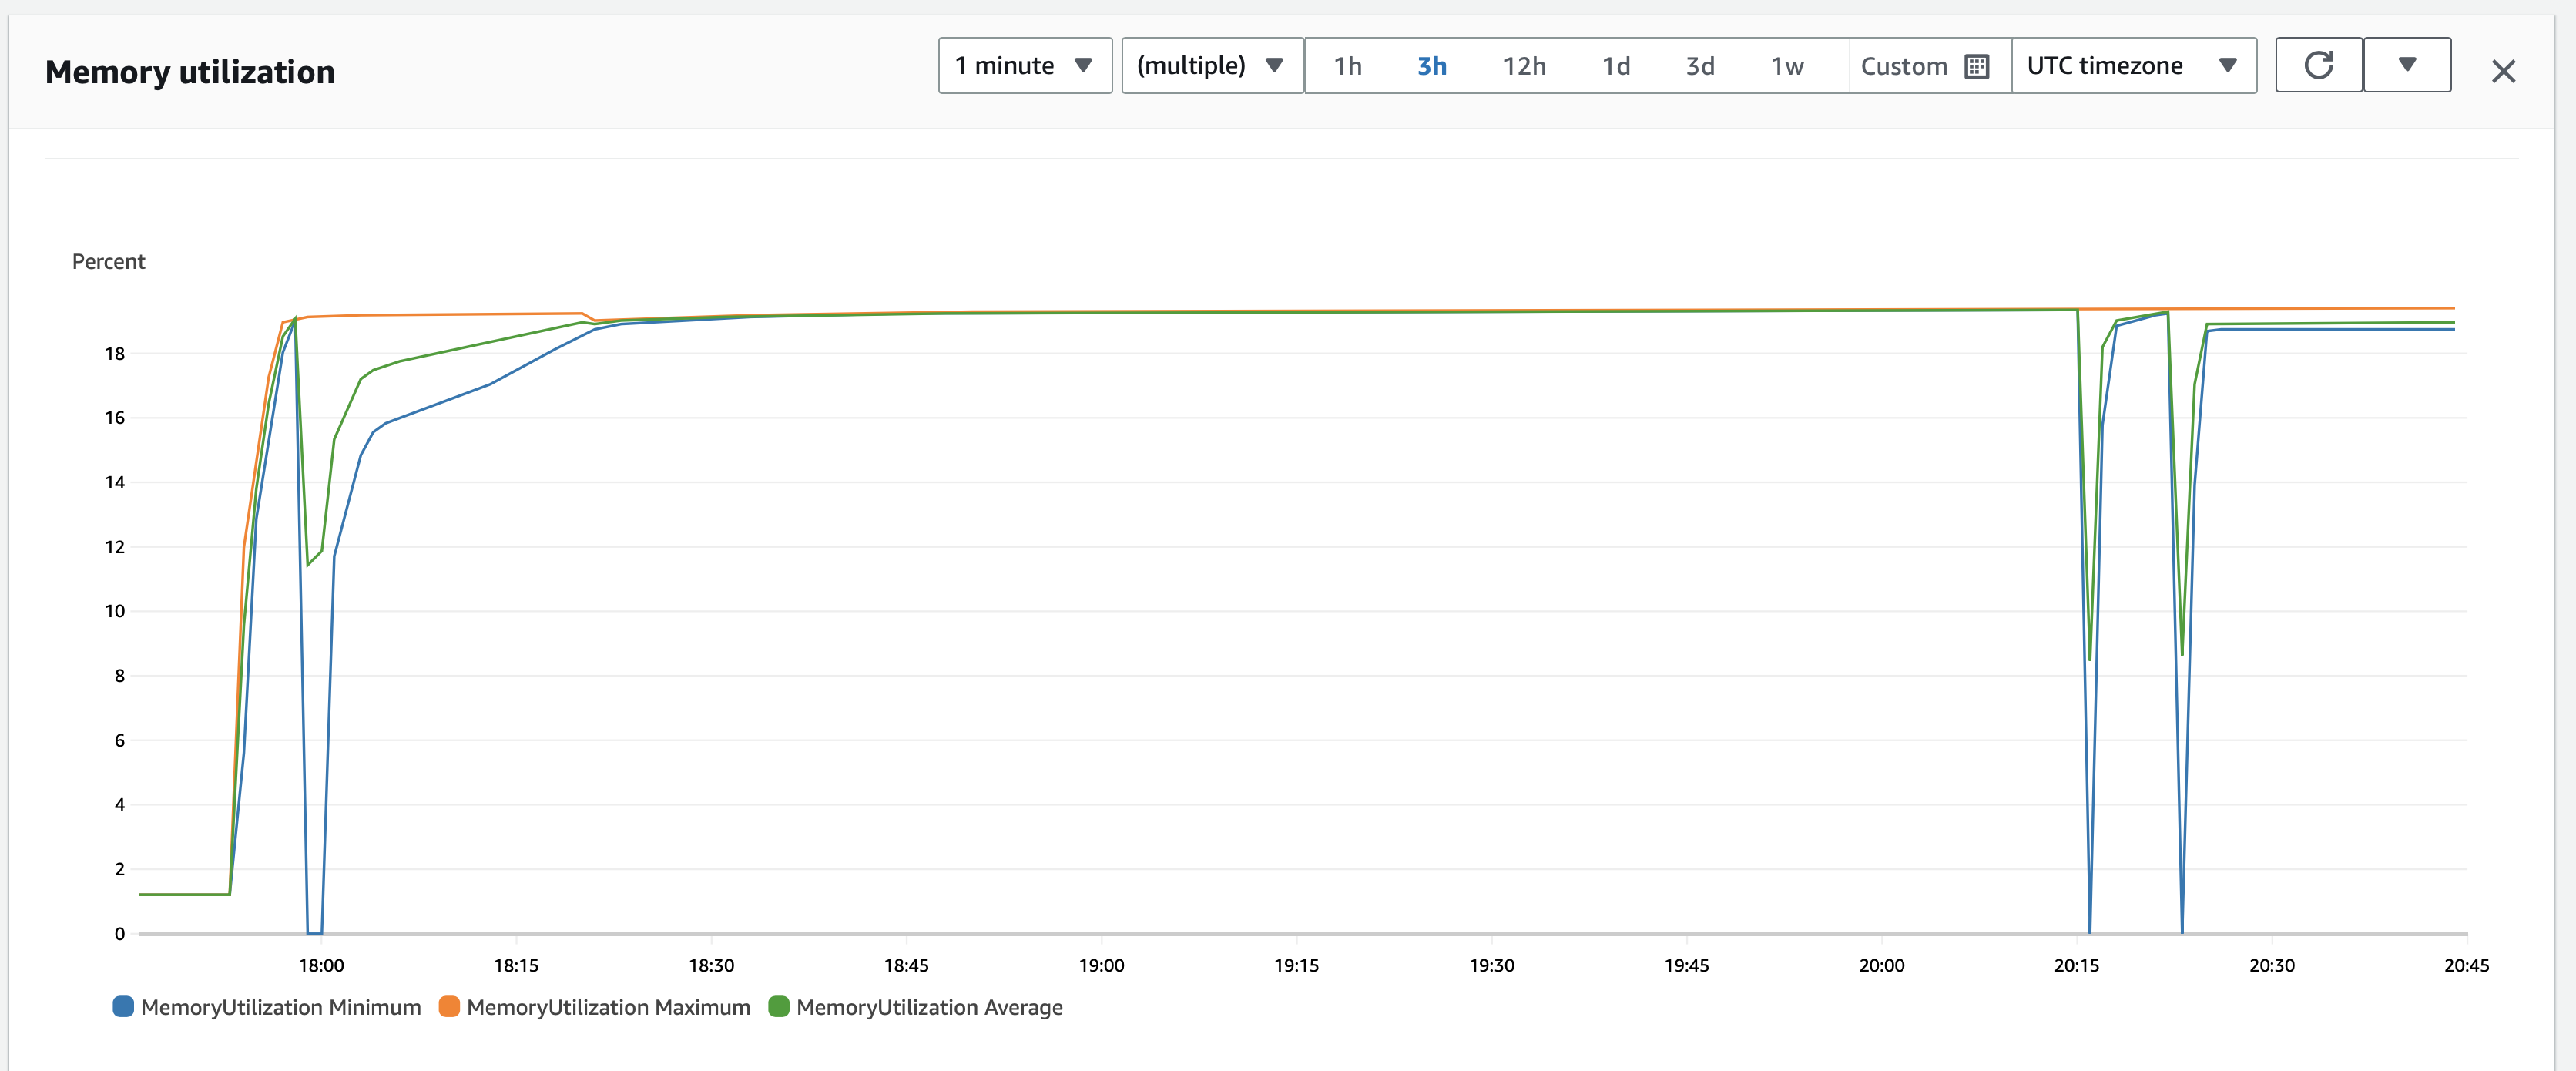 Memory utilization
1 minute (multiple) 1h 3h 12h 1d 3d 1w Custom UTC timezone
Percent
18
16
14
12
10
8
6
4
2
0
18:00 18:15 18:30 18:45 19:00 19:15 19:30 19:45 20:00 20:15 20:30 20:45
MemoryUtilization Minimum MemoryUtilization Maximum MemoryUtilization Average